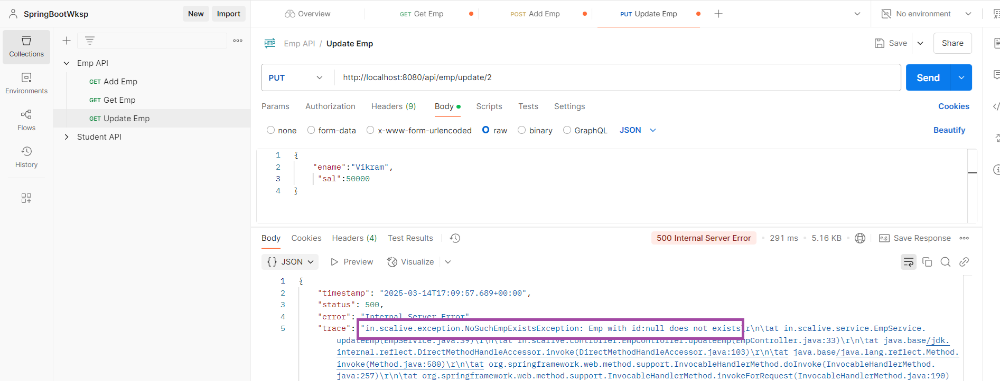 SpringBootWksp
New
Import
Overview
GET Get Emp
POST Add Emp
PUT Update Emp
No environment
Collections
Environments
Flows
History
Emp API
GET Add Emp
GET Get Emp
GET Update Emp
Student API
HTTP
Emp API / Update Emp
Save
Share
PUT
http://localhost:8080/api/emp/update/2
Send
Params
Authorization
Headers (9)
Body
Scripts
Tests
Settings
Cookies
none
form-data
x-www-form-urlencoded
raw
binary
GraphQL
JSON
Beautify
1 {
2 "ename":"Vikram",
3 "sal":50000
4 }
Body
Cookies
Headers (4)
Test Results
500 Internal Server Error
291 ms
5.16 KB
e.g.
Save Response
{} JSON
Preview
Visualize
1 {
2 "timestamp": "2025-03-14T17:09:57.689+00:00",
3 "status": 500,
4 "error": "Internal Server Error"
5 "trace": "in.scalive.exception.NoSuchEmpExistsException: Emp with id:null does not exists\r\n\tat in.scalive.service.EmpService.
updateEmp(EmpService.java:39)\r\n\tat in.scalive.controller.EmpController.updateEmp(EmpController.java:33)\r\n\tat java.base/jdk.
internal.reflect.DirectMethodHandleAccessor.invoke(DirectMethodHandleAccessor.java:103)\r\n\tat java.base/java.lang.reflect.Method.
invoke(Method.java:580)\r\n\tat org.springframework.web.method.support.InvocableHandlerMethod.doInvoke(InvocableHandlerMethod.
java:257)\r\n\tat org.springframework.web.method.support.InvocableHandlerMethod.invokeForRequest(InvocableHandlerMethod.java:190)